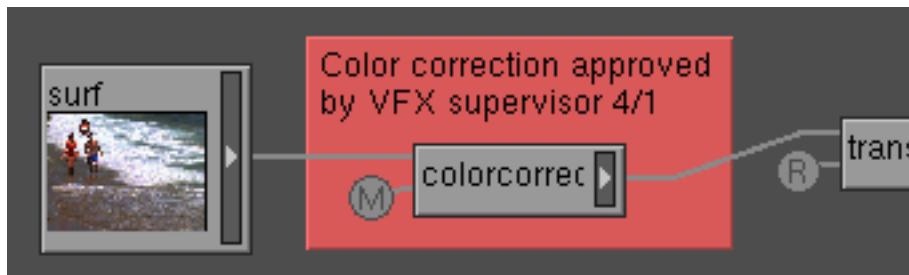 surf
Color correction approved
by VFX supervisor 4/1
M
colorcorrec
R
trans